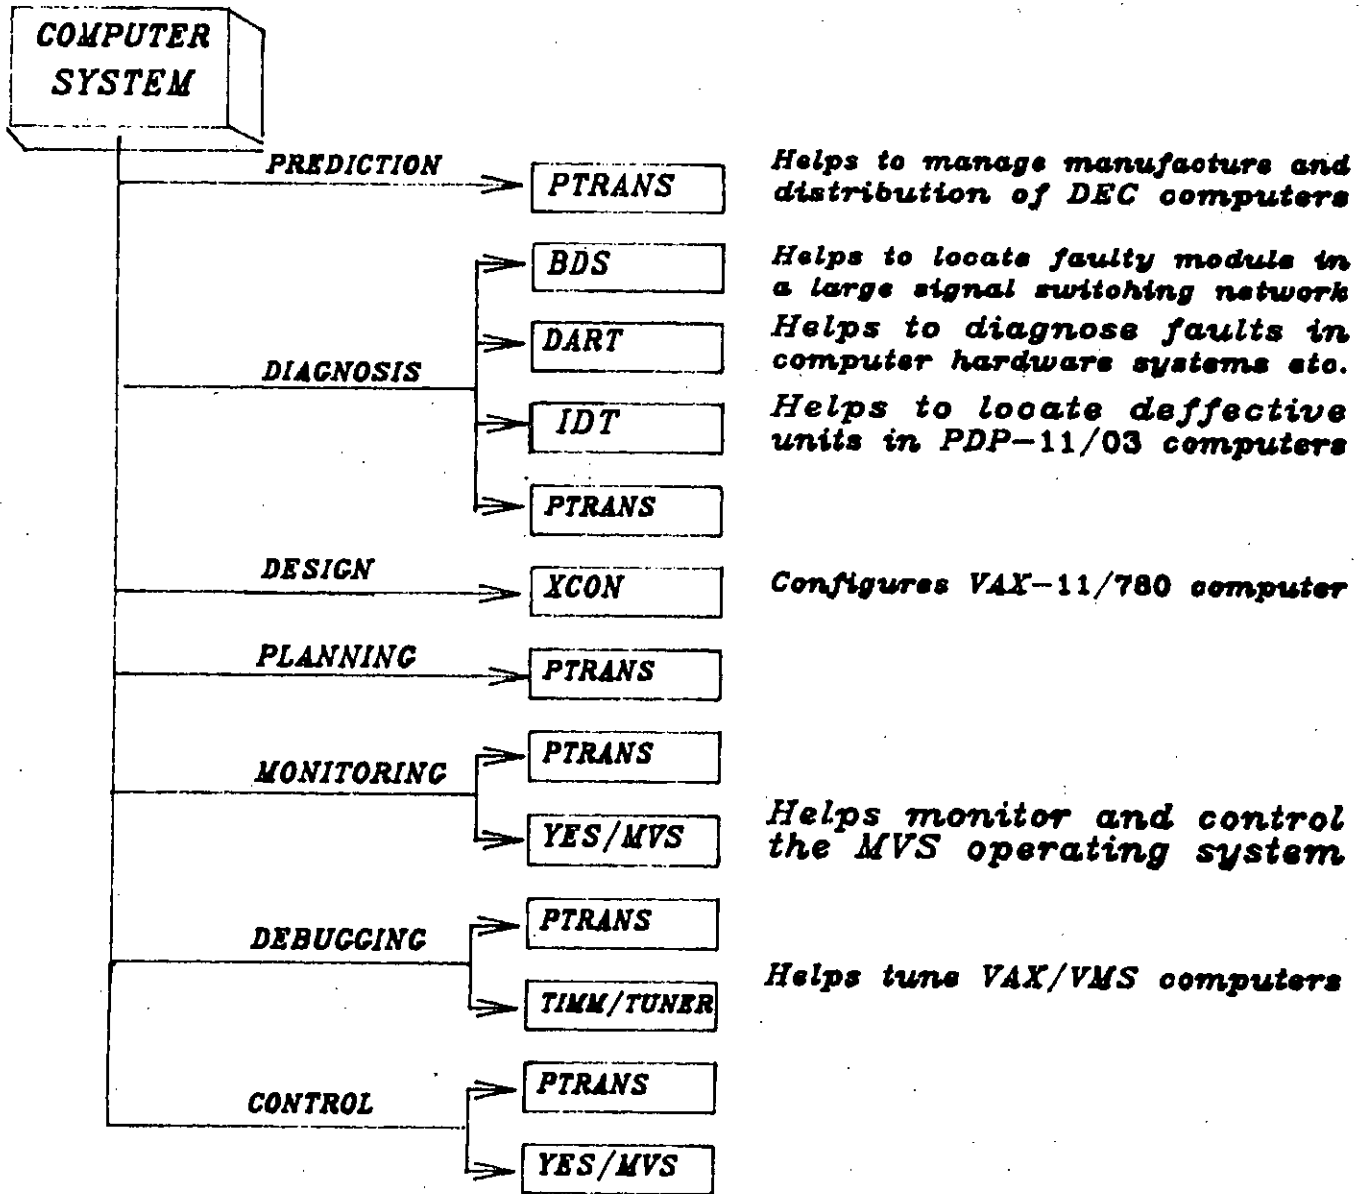 COMPUTER
SYSTEM
PREDICTION
PTRANS
Helps to manage manufacture and
distribution of DEC computers
DIAGNOSIS
BDS
Helps to locate faulty module in
a large signal switching network
DART
Helps to diagnose faults in
computer hardware systems etc.
IDT
Helps to locate deffective
units in PDP-11/03 computers
PTRANS
DESIGN
XCON
Configures VAX-11/780 computer
PLANNING
PTRANS
MONITORING
PTRANS
YES/MVS
Helps monitor and control
the MVS operating system
DEBUGGING
PTRANS
TIMM/TUNER
Helps tune VAX/VMS computers
CONTROL
PTRANS
YES/MVS